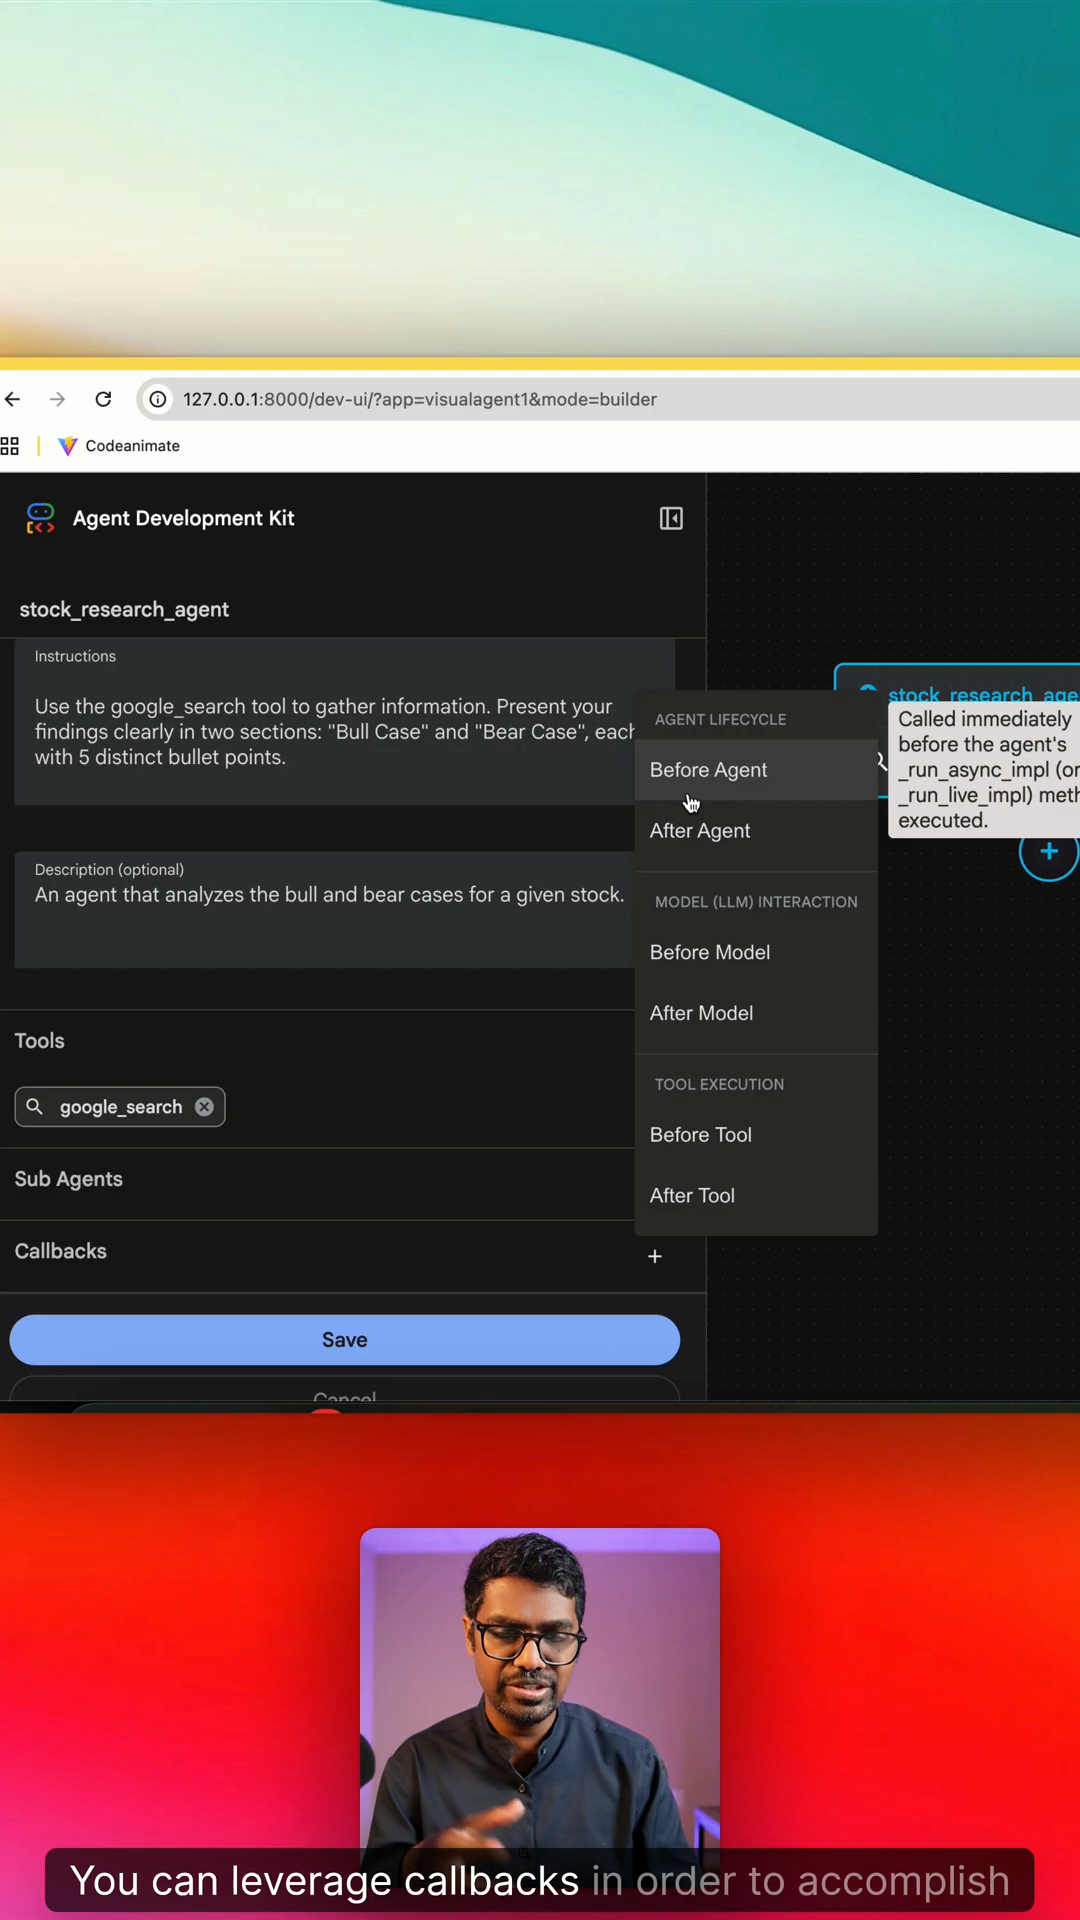 127.0.0.1:8000/dev-ui/?app=visualagent1&mode=builder
Codeanimate
Agent Development Kit
stock_research_agent
Instructions
Use the google_search tool to gather information. Present your
findings clearly in two sections: "Bull Case" and "Bear Case", each
with 5 distinct bullet points.
Description (optional)
An agent that analyzes the bull and bear cases for a given stock.
Tools
google_search
Sub Agents
Callbacks
+
Save
Cancel
AGENT LIFECYCLE
Before Agent
After Agent
MODEL (LLM) INTERACTION
Before Model
After Model
TOOL EXECUTION
Before Tool
After Tool
stock_research_age
Called immediately
before the agent's
_run_async_impl (or
_run_live_impl) meth
executed.
+
You can leverage callbacks in order to accomplish